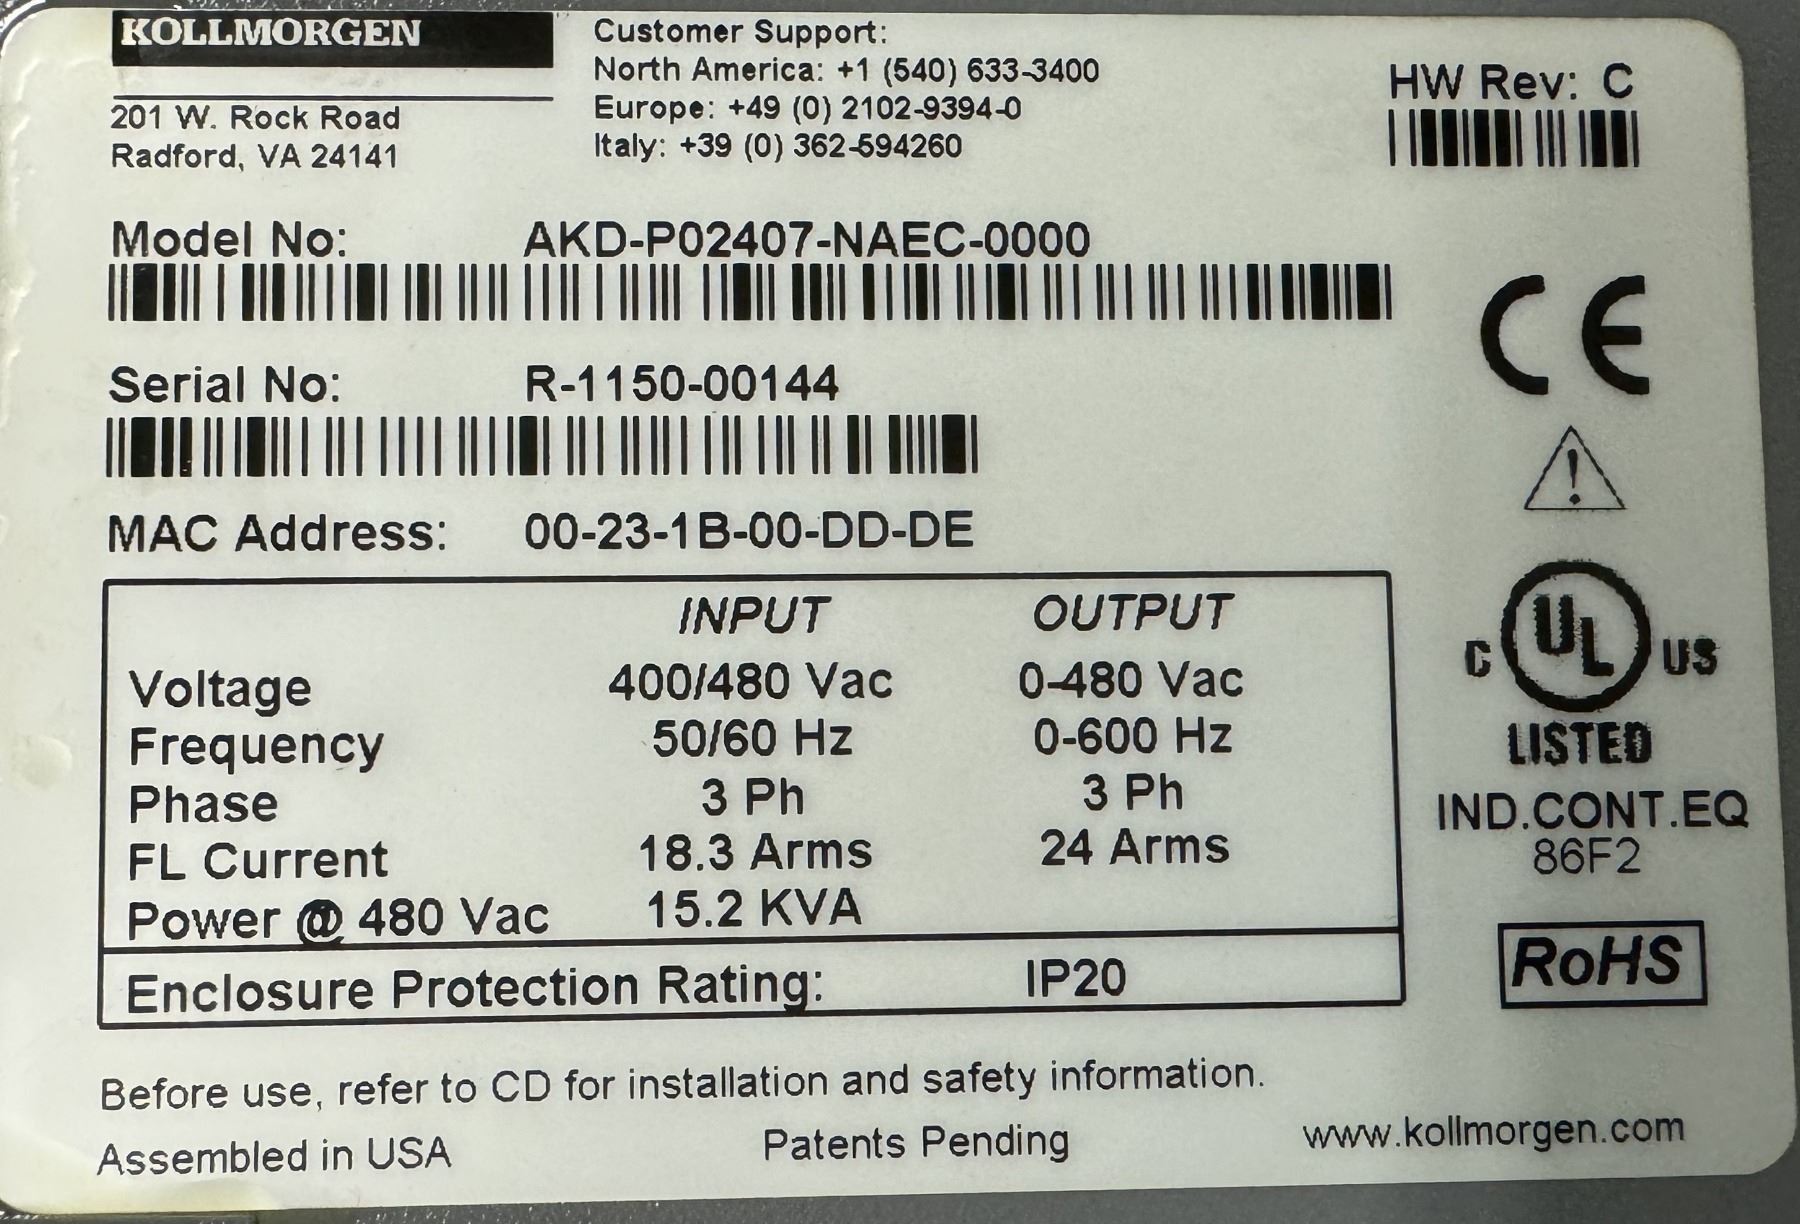 KOLLMORGEN
201 W. Rock Road
Radford, VA 24141
Customer Support:
North America: +1 (540) 633-3400
Europe: +49 (0) 2102-9394-0
Italy: +39 (0) 362-594260
HW Rev: C
Model No: AKD-P02407-NAEC-0000
Serial No: R-1150-00144
MAC Address: 00-23-1B-00-DD-DE
INPUT OUTPUT
Voltage 400/480 Vac 0-480 Vac
Frequency 50/60 Hz 0-600 Hz
Phase 3 Ph 3 Ph
FL Current 18.3 Arms 24 Arms
Power @ 480 Vac 15.2 KVA
Enclosure Protection Rating: IP20
CE
C UL US
LISTED
IND.CONT.EQ
86F2
RoHS
Before use, refer to CD for installation and safety information.
Assembled in USA Patents Pending www.kollmorgen.com